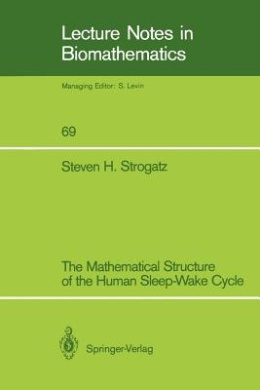 Lecture Notes in
Biomathematics
Managing Editor: S. Levin
69
Steven H. Strogatz
The Mathematical Structure
of the Human Sleep-Wake Cycle
Springer-Verlag